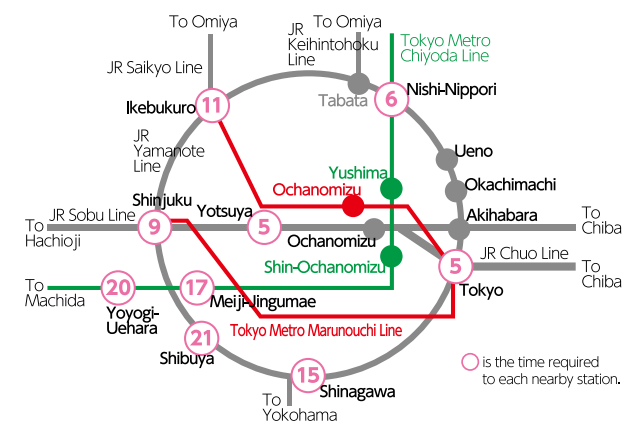 To Omiya
To Omiya
JR
Keihintohoku
Line
Tokyo Metro
Chiyoda Line
JR Saikyo Line
Tabata
6
Nishi-Nippori
Ikebukuro
11
JR
Yamanote
Line
Ueno
Yushima
Ochanomizu
Okachimachi
Shinjuku
Yotsuya
Akihabara
To
Hachioji
JR Sobu Line
9
5
Ochanomizu
To
Chiba
JR Chuo Line
Shin-Ochanomizu
5
Tokyo
To
Chiba
To
Machida
20
17
Yoyogi-
Uehara
Meiji-Jingumae
Tokyo Metro Marunouchi Line
21
Shibuya
15
Shinagawa
To
Yokohama
is the time required
to each nearby station.